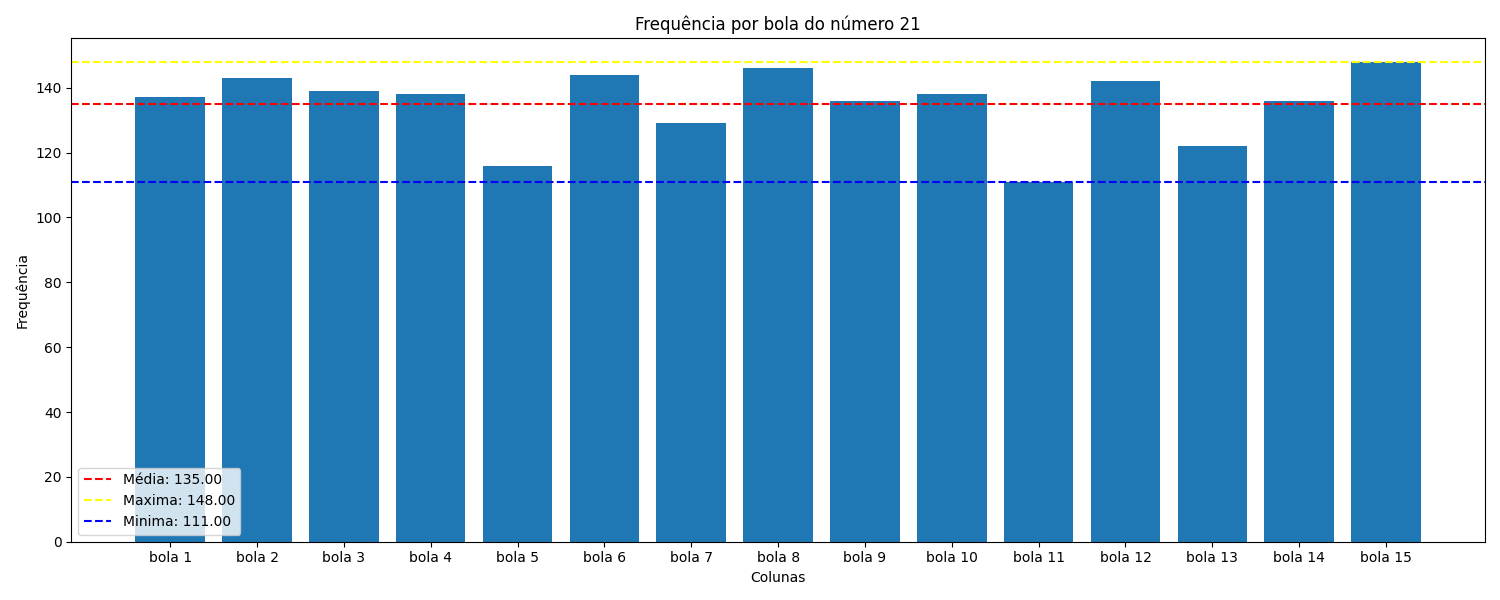 Frequência por bola do número 21
Frequência
140
120
100
80
60
40
20
0
Média: 135.00
Maxima: 148.00
Minima: 111.00
bola 1 bola 2 bola 3 bola 4 bola 5 bola 6 bola 7 bola 8 bola 9 bola 10 bola 11 bola 12 bola 13 bola 14 bola 15
Colunas